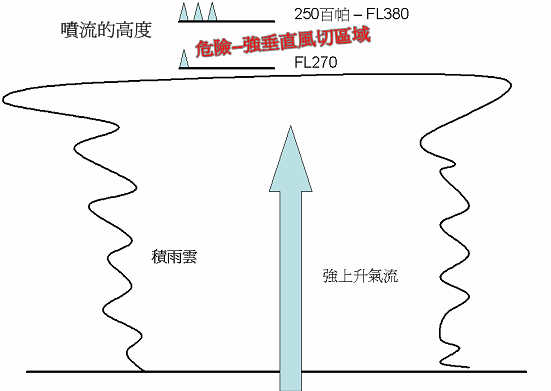 250百帕 – FL380
噴流的高度
危險--強垂直風切區域
FL270
積雨雲
強上升氣流